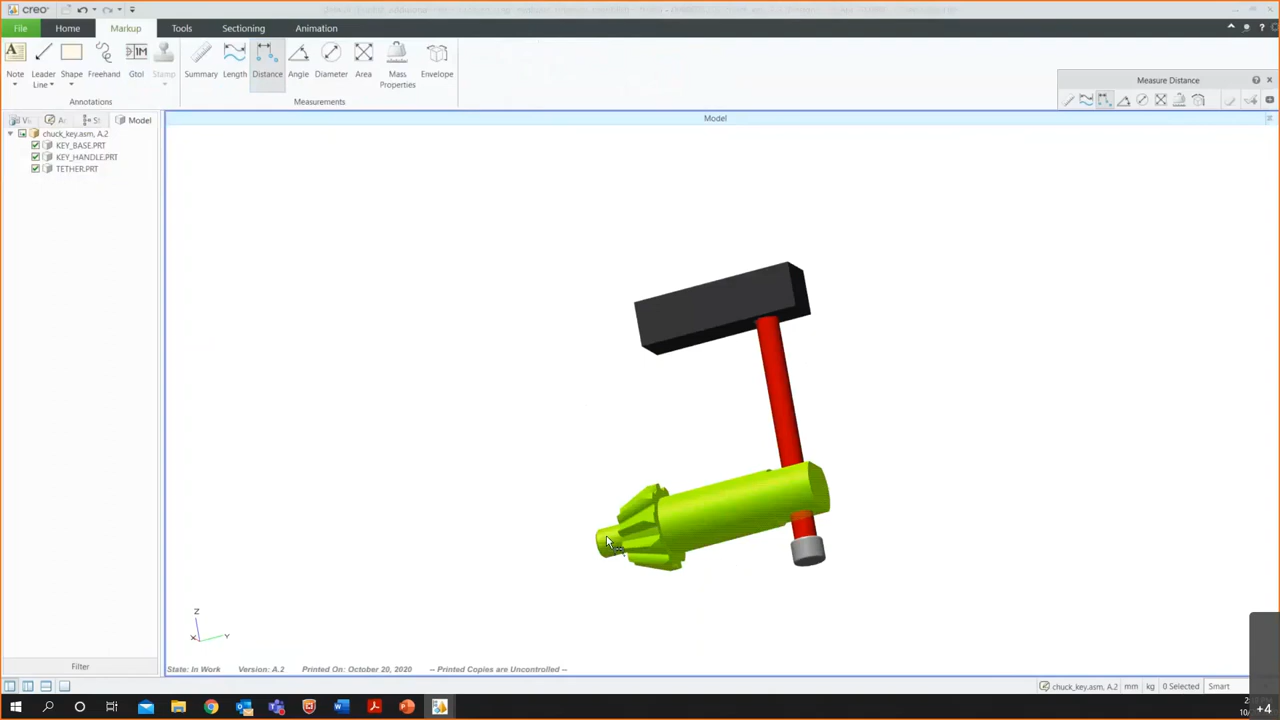 creo
File Home Markup Tools Sectioning Animation
Note Leader Line Shape Freehand Gtol Stamp Summary Length Distance Angle Diameter Area Mass Properties Envelope
Annotations Measurements
Measure Distance
Model
Model
chuck_key.asm, A.2
KEY_BASE.PRT
KEY_HANDLE.PRT
TETHER.PRT
Z
X Y
Filter
State: In Work Version: A.2 Printed On: October 20, 2020 -- Printed Copies are Uncontrolled --
chuck_key.asm, A.2 mm kg 0 Selected Smart
+4